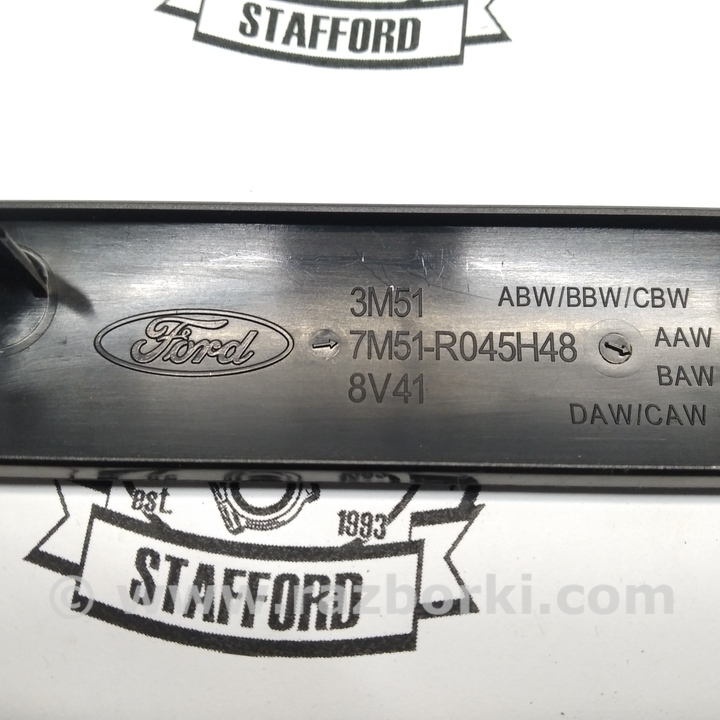 STAFFORD
3M51 ABW/BBW/CBW
Ford 7M51-R045H48 AAW
8V41 BAW
DAW/CAW
est. 1993
STAFFORD
© www.razborki.com